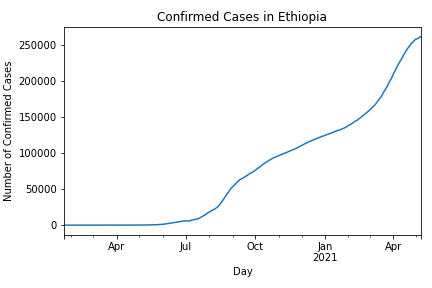 Confirmed Cases in Ethiopia
Number of Confirmed Cases
250000
200000
150000
100000
50000
0
Apr
Jul
Oct
Jan
2021
Apr
Day